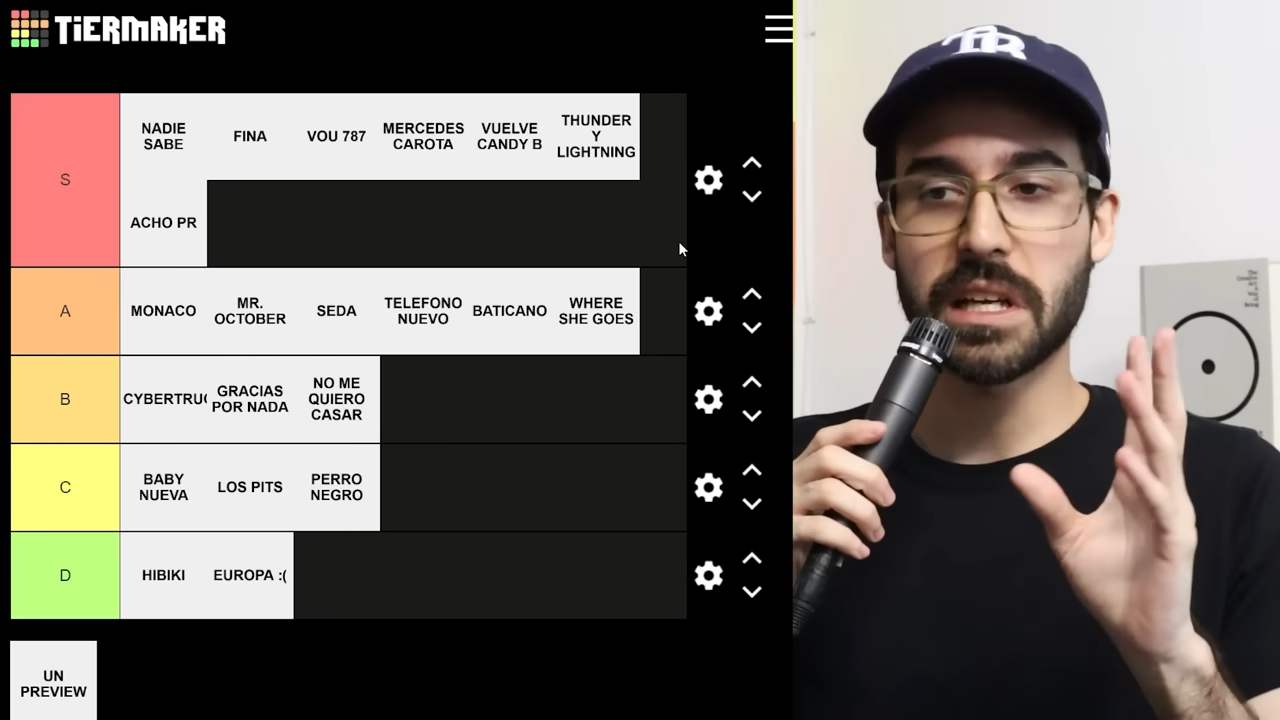 TiERMAKER
S
NADIE
SABE
FINA
VOU 787
MERCEDES
CAROTA
VUELVE
CANDY B
THUNDER
Y
LIGHTNING
ACHO PR
A
MONACO
MR.
OCTOBER
SEDA
TELEFONO
NUEVO
BATICANO
WHERE
SHE GOES
B
CYBERTRUC
GRACIAS
POR NADA
NO ME
QUIERO
CASAR
C
BABY
NUEVA
LOS PITS
PERRO
NEGRO
D
HIBIKI
EUROPA :(
UN
PREVIEW
TR